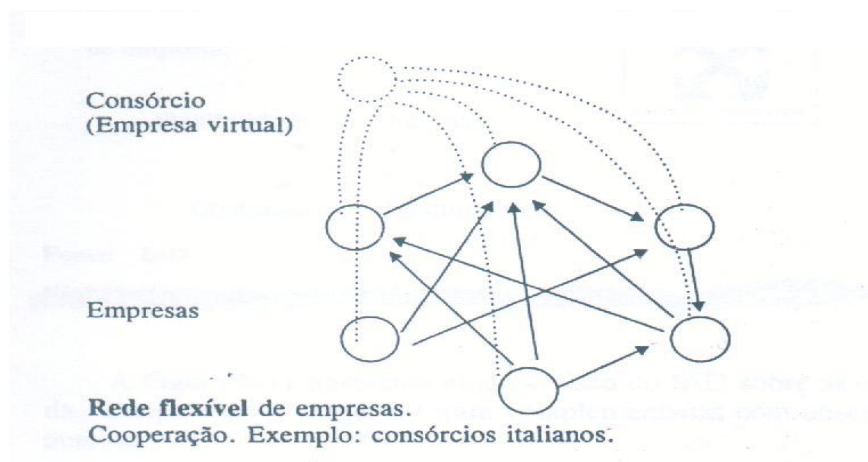 Consórcio
(Empresa virtual)
Empresas
Rede flexível de empresas.
Cooperação. Exemplo: consórcios italianos.